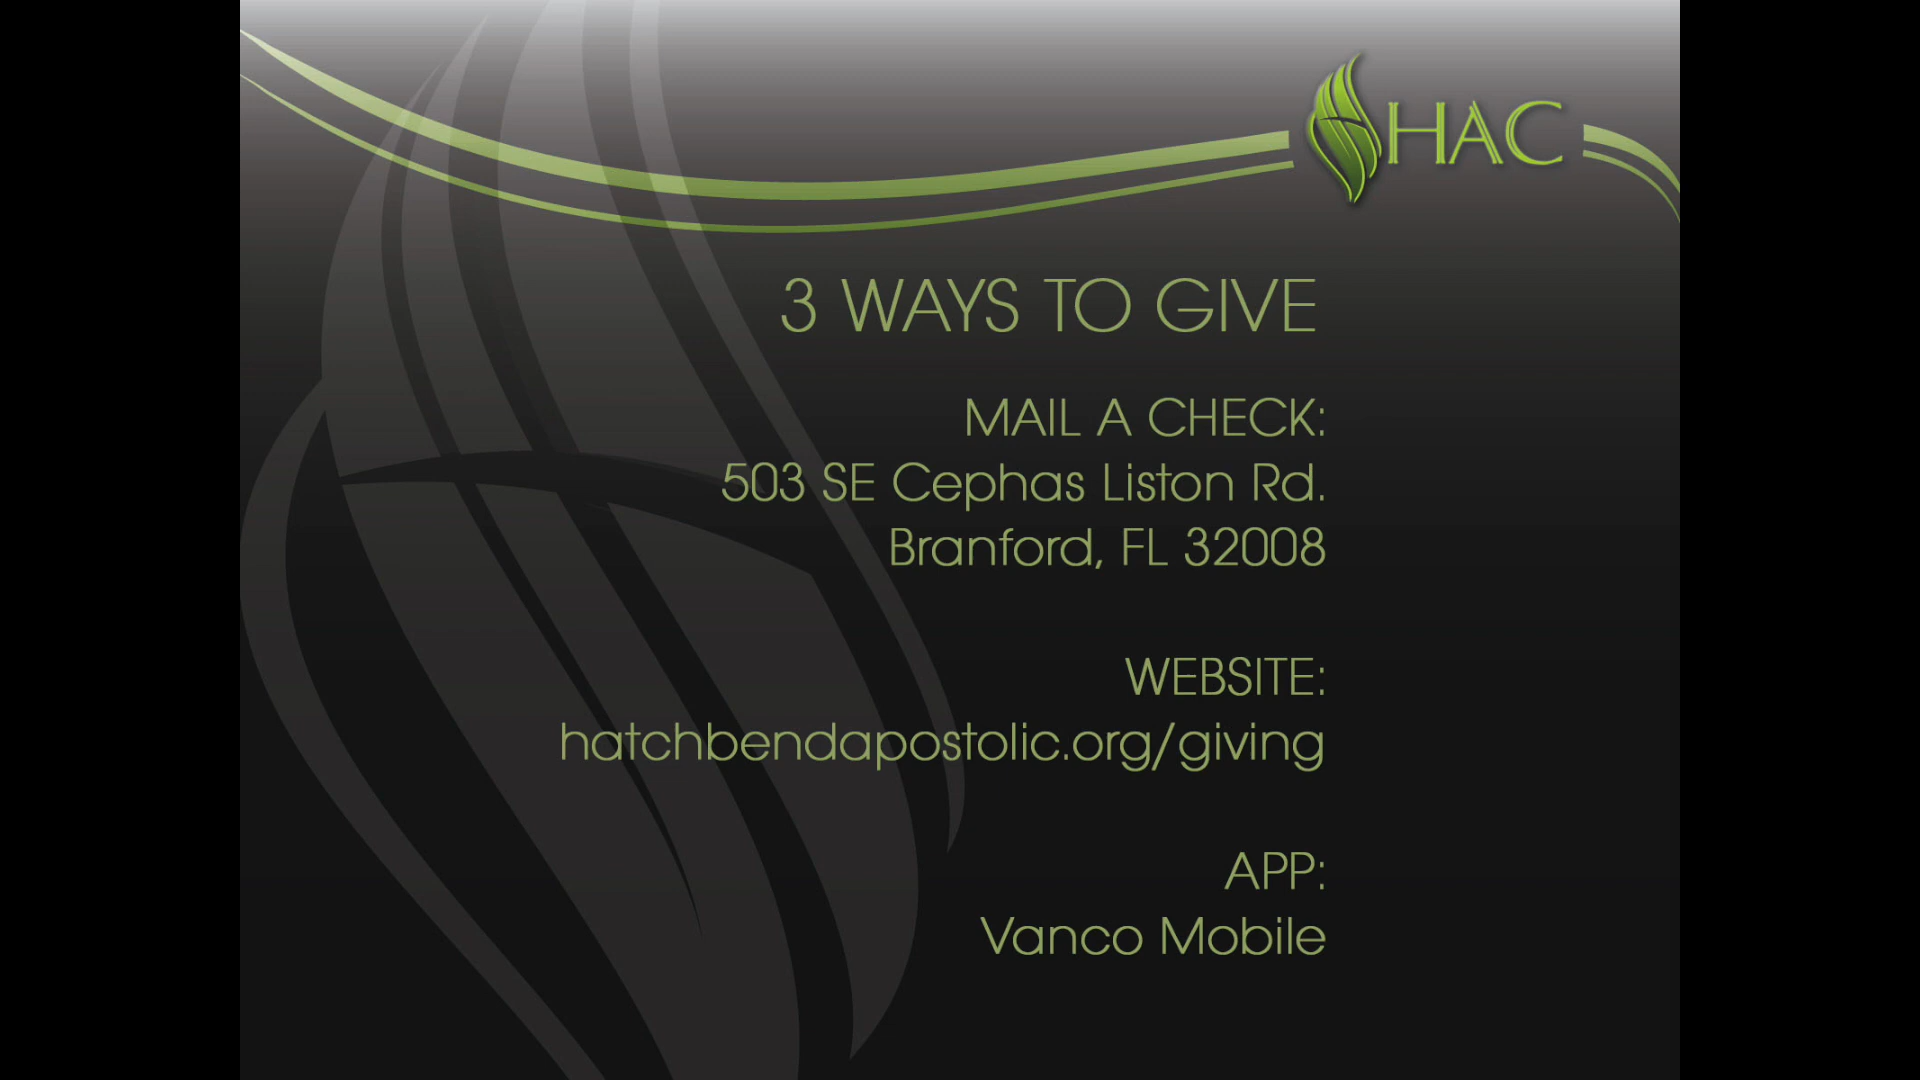 HAC
3 WAYS TO GIVE
MAIL A CHECK:
503 SE Cephas Liston Rd.
Branford, FL 32008
WEBSITE:
hatchbendapostolic.org/giving
APP:
Vanco Mobile